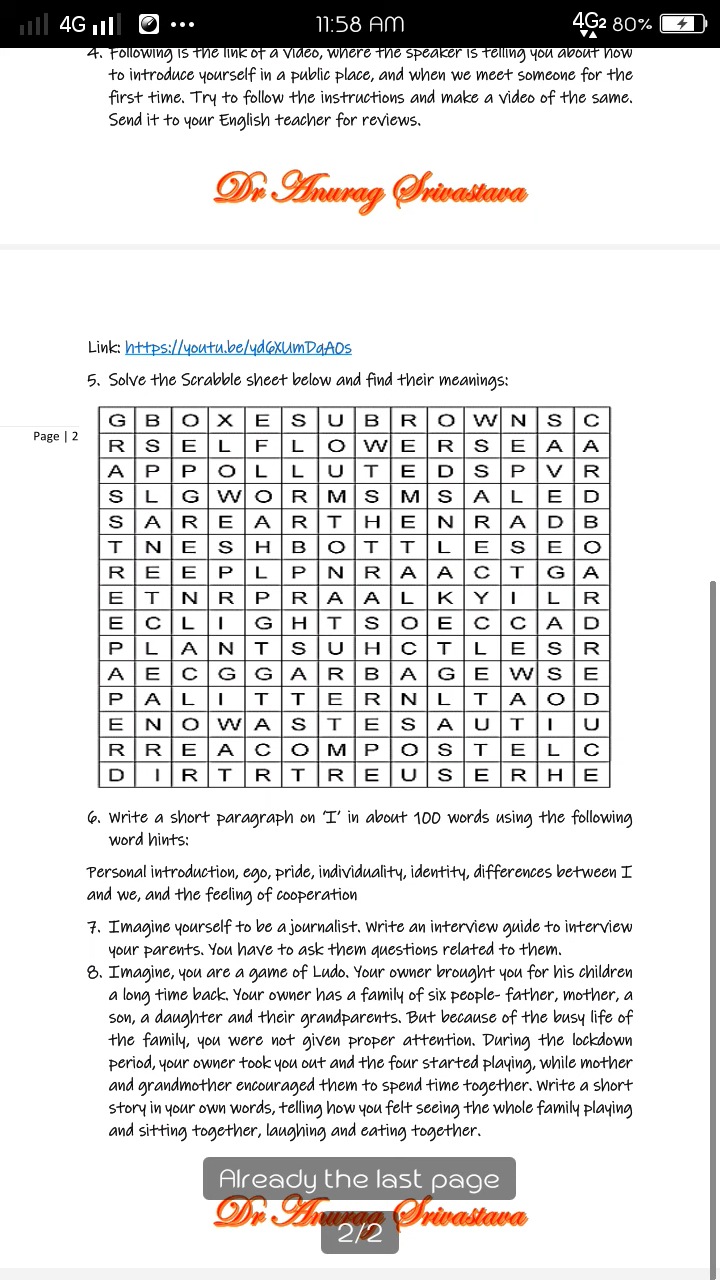 4G
11:58 AM
4G2 80%
4. Following is the link of a video, where the speaker is telling you about how
to introduce yourself in a public place, and when we meet someone for the
first time. Try to follow the instructions and make a video of the same.
Send it to your English teacher for reviews.
Dr Anurag Srivastava
Link: https://youtu.be/yd6XUmDqAOs
5. Solve the Scrabble sheet below and find their meanings:
Page | 2
G B O X E S U B R O W N S C
R S E L F L O W E R S E A A
A P P O L L U T E D S P V R
S L G W O R M S M S A L E D
S A R E A R T H E N R A D B
T N E S H B O T T L E S E O
R E E P L P N R A A C T G A
E T N R P R A A L K Y I L R
E C L I G H T S O E C C A D
P L A N T S U H C T L E S R
A E C G G A R B A G E W S E
P A L I T T E R N L T A O D
E N O W A S T E S A U T I U
R R E A C O M P O S T E L C
D I R T R T R E U S E R H E
6. Write a short paragraph on 'I' in about 100 words using the following
word hints:
Personal introduction, ego, pride, individuality, identity, differences between I
and we, and the feeling of cooperation
7. Imagine yourself to be a journalist. Write an interview guide to interview
your parents. You have to ask them questions related to them.
8. Imagine, you are a game of Ludo. Your owner brought you for his children
a long time back. Your owner has a family of six people- father, mother, a
son, a daughter and their grandparents. But because of the busy life of
the family, you were not given proper attention. During the lockdown
period, your owner took you out and the four started playing, while mother
and grandmother encouraged them to spend time together. Write a short
story in your own words, telling how you felt seeing the whole family playing
and sitting together, laughing and eating together.
Already the last page
Dr Anurag Srivastava
2/2